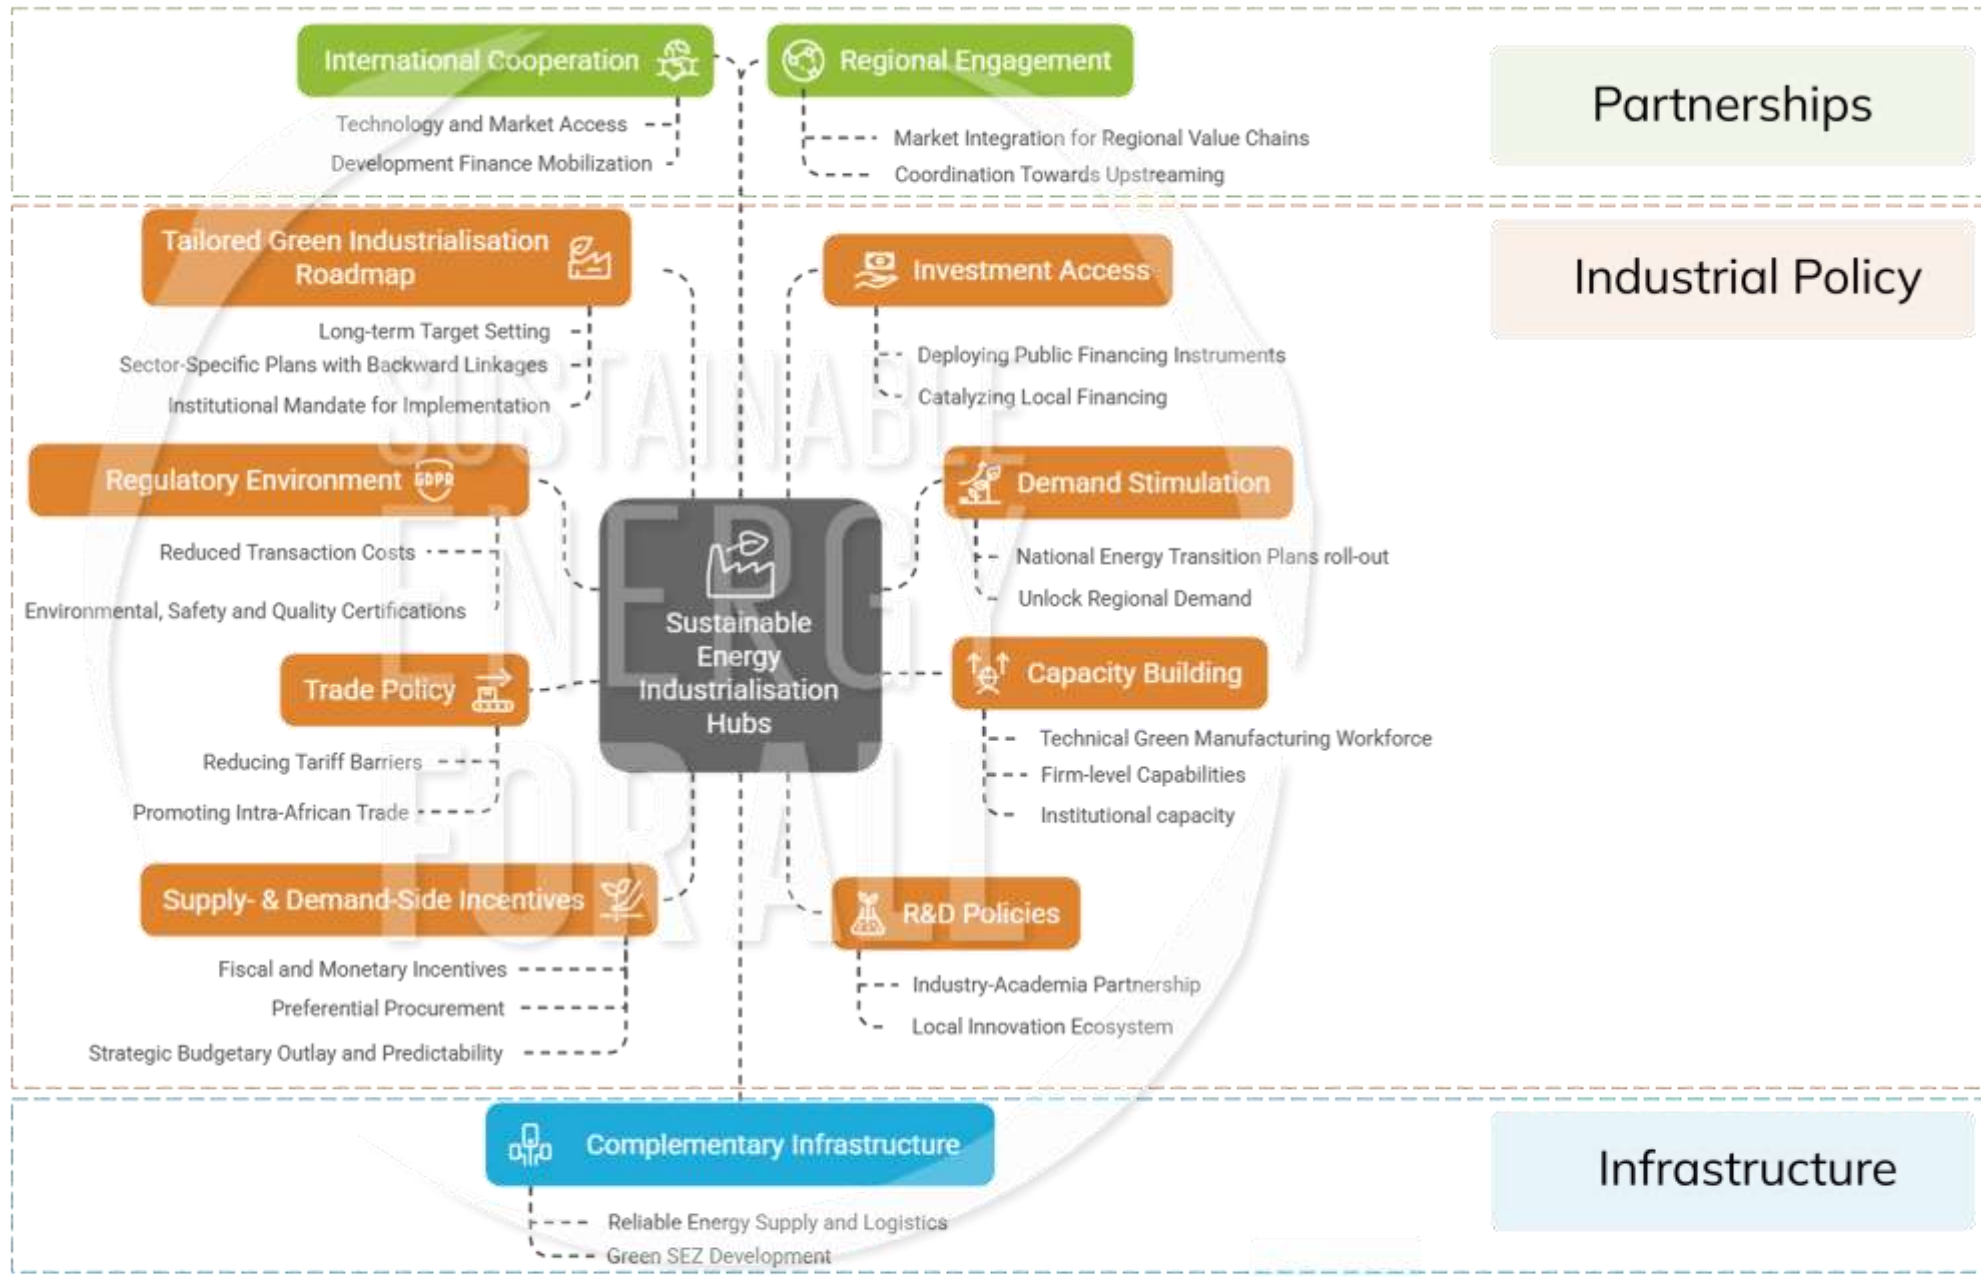 International Cooperation
Technology and Market Access
Development Finance Mobilization
Regional Engagement
Market Integration for Regional Value Chains
Coordination Towards Upstreaming
Partnerships
Tailored Green Industrialisation
Roadmap
Long-term Target Setting
Sector-Specific Plans with Backward Linkages
Institutional Mandate for Implementation
Investment Access
Deploying Public Financing Instruments
Catalyzing Local Financing
Industrial Policy
Regulatory Environment
GDPR
Reduced Transaction Costs
Environmental, Safety and Quality Certifications
Demand Stimulation
National Energy Transition Plans roll-out
Unlock Regional Demand
Sustainable
Energy
Industrialisation
Hubs
Trade Policy
Reducing Tariff Barriers
Promoting Intra-African Trade
Capacity Building
Technical Green Manufacturing Workforce
Firm-level Capabilities
Institutional capacity
Supply- & Demand-Side Incentives
Fiscal and Monetary Incentives
Preferential Procurement
Strategic Budgetary Outlay and Predictability
R&D Policies
Industry-Academia Partnership
Local Innovation Ecosystem
Complementary Infrastructure
Reliable Energy Supply and Logistics
Green SEZ Development
Infrastructure
SUSTAINABLE
ENERGY
FOR ALL